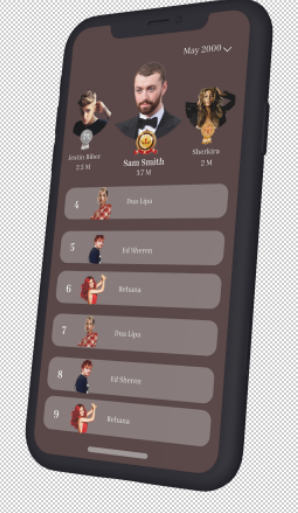 May 2000
Justin Biber
2.5 M
Sam Smith
3.7 M
Sherkira
2 M
4 Dua Lipa
5 Ed Sheren
6 Rehana
7 Dua Lipa
8 Ed Sheren
9 Rehana